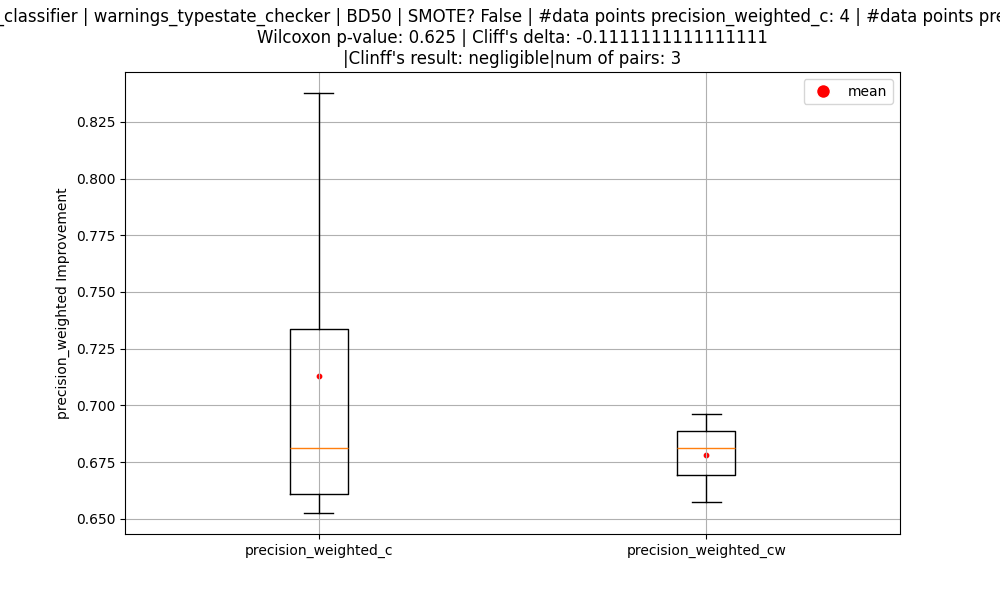 _classifier | warnings_typestate_checker | BD50 | SMOTE? False | #data points precision_weighted_c: 4 | #data points pre
Wilcoxon p-value: 0.625 | Cliff's delta: -0.1111111111111111
|Clinff's result: negligible|num of pairs: 3
mean
0.825
0.800
0.775
0.750
0.725
0.700
0.675
0.650
precision_weighted Improvement
precision_weighted_c
precision_weighted_cw